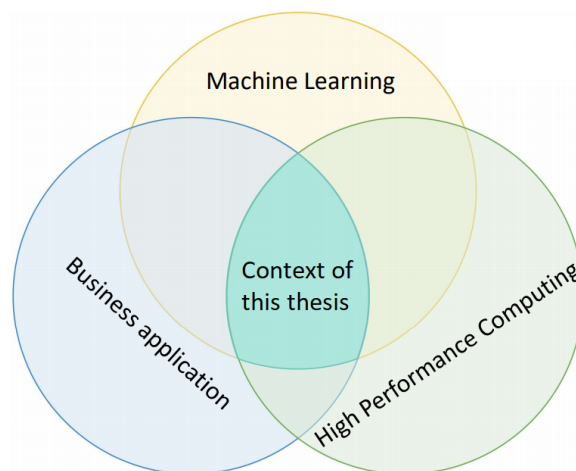 Machine Learning
Context of
this thesis
Business application
High Performance Computing